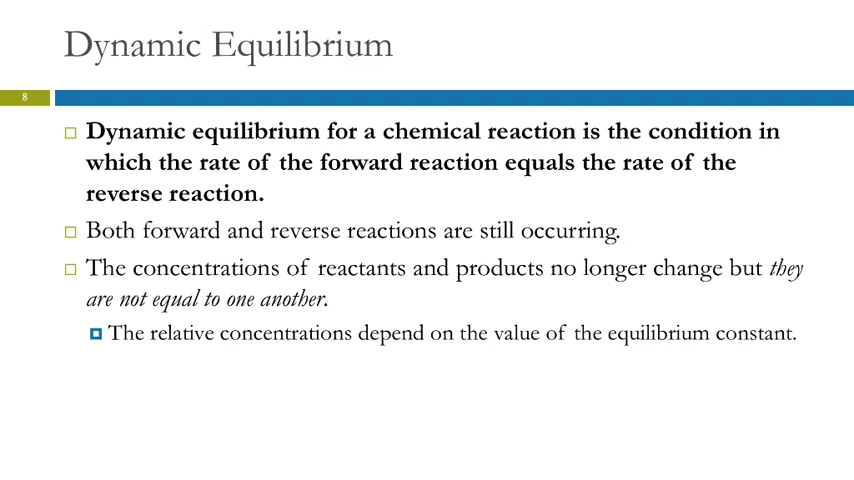 Dynamic Equilibrium
8
Dynamic equilibrium for a chemical reaction is the condition in
which the rate of the forward reaction equals the rate of the
reverse reaction.
Both forward and reverse reactions are still occurring.
The concentrations of reactants and products no longer change but they
are not equal to one another.
The relative concentrations depend on the value of the equilibrium constant.